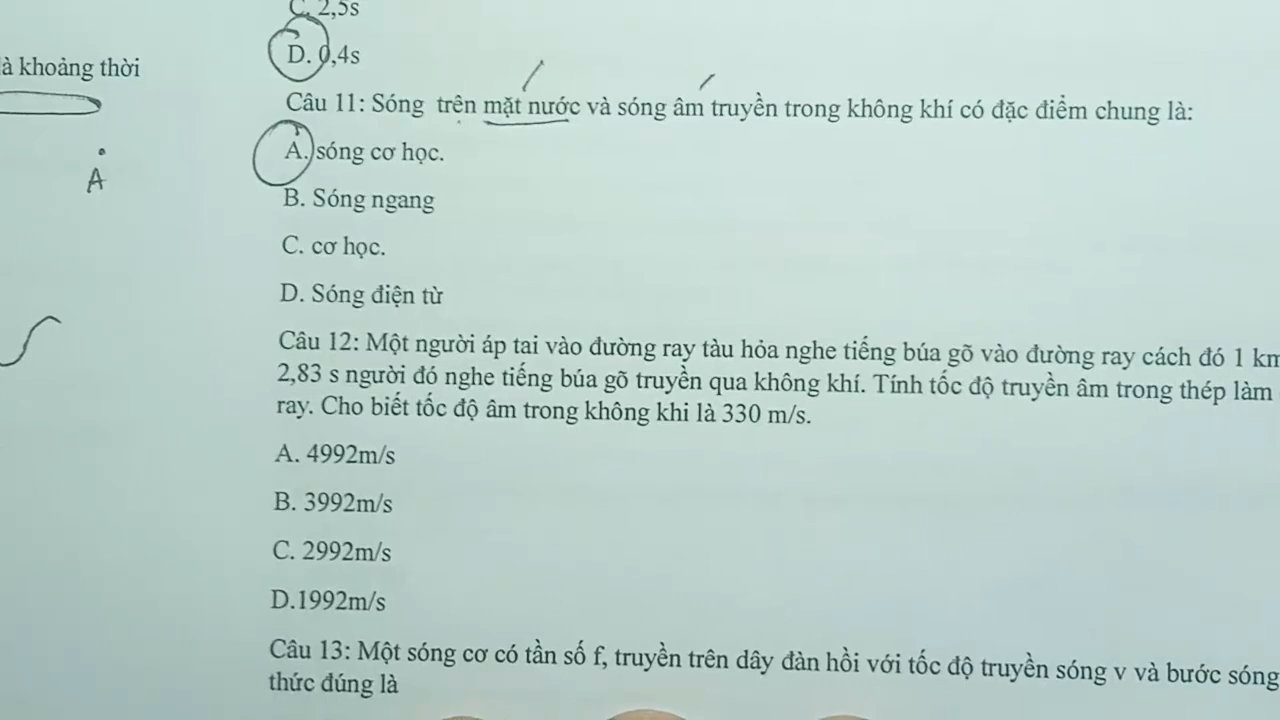 C. 2,5s
D. 0,4s
à khoảng thời
Câu 11: Sóng trên mặt nước và sóng âm truyền trong không khí có đặc điểm chung là:
A. sóng cơ học.
A
B. Sóng ngang
C. cơ học.
D. Sóng điện từ
Câu 12: Một người áp tai vào đường ray tàu hỏa nghe tiếng búa gõ vào đường ray cách đó 1 km
2,83 s người đó nghe tiếng búa gõ truyền qua không khí. Tính tốc độ truyền âm trong thép làm
ray. Cho biết tốc độ âm trong không khi là 330 m/s.
A. 4992m/s
B. 3992m/s
C. 2992m/s
D.1992m/s
Câu 13: Một sóng cơ có tần số f, truyền trên dây đàn hồi với tốc độ truyền sóng v và bước sóng
thức đúng là